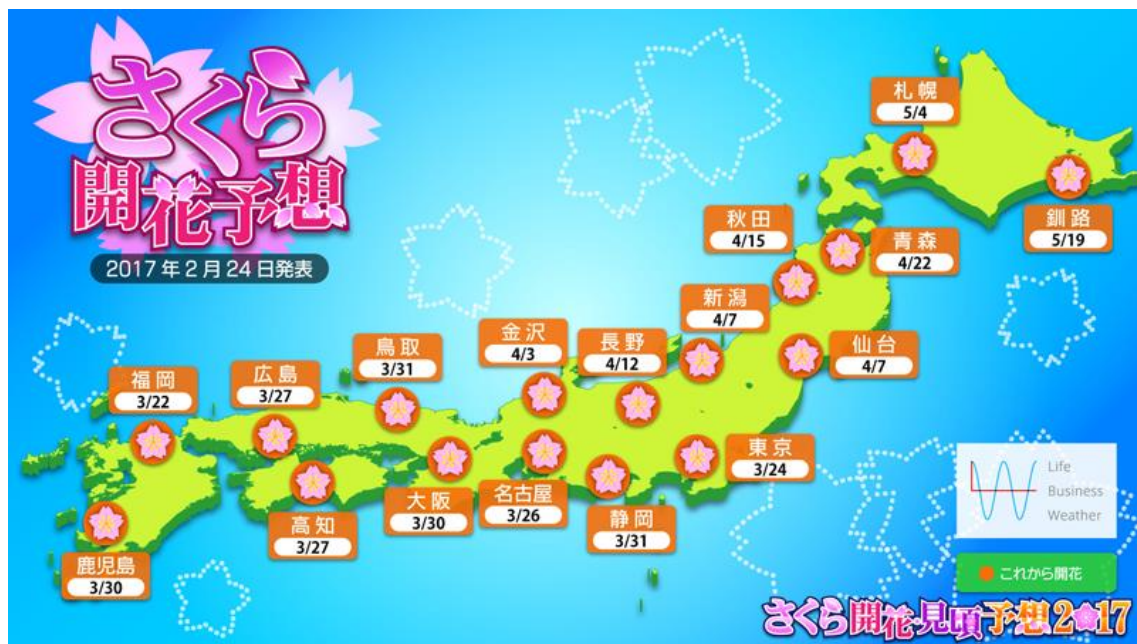 さくら
開花予想
2017年2月24日発表
札幌
5/4
釧路
5/19
秋田
4/15
青森
4/22
新潟
4/7
仙台
4/7
金沢
4/3
長野
4/12
鳥取
3/31
広島
3/27
福岡
3/22
東京
3/24
大阪
3/30
名古屋
3/26
静岡
3/31
高知
3/27
鹿児島
3/30
Life
Business
Weather
これから開花
さくら開花・見頃予想2017